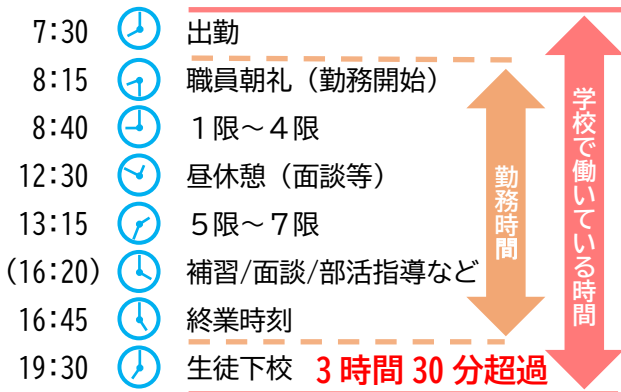 7:30 出勤
8:15 職員朝礼（勤務開始）
8:40 １限～４限
12:30 昼休憩（面談等）
13:15 ５限～７限
(16:20) 補習/面談/部活指導など
16:45 終業時刻
19:30 生徒下校 3時間30分超過
勤務時間
学校で働いている時間